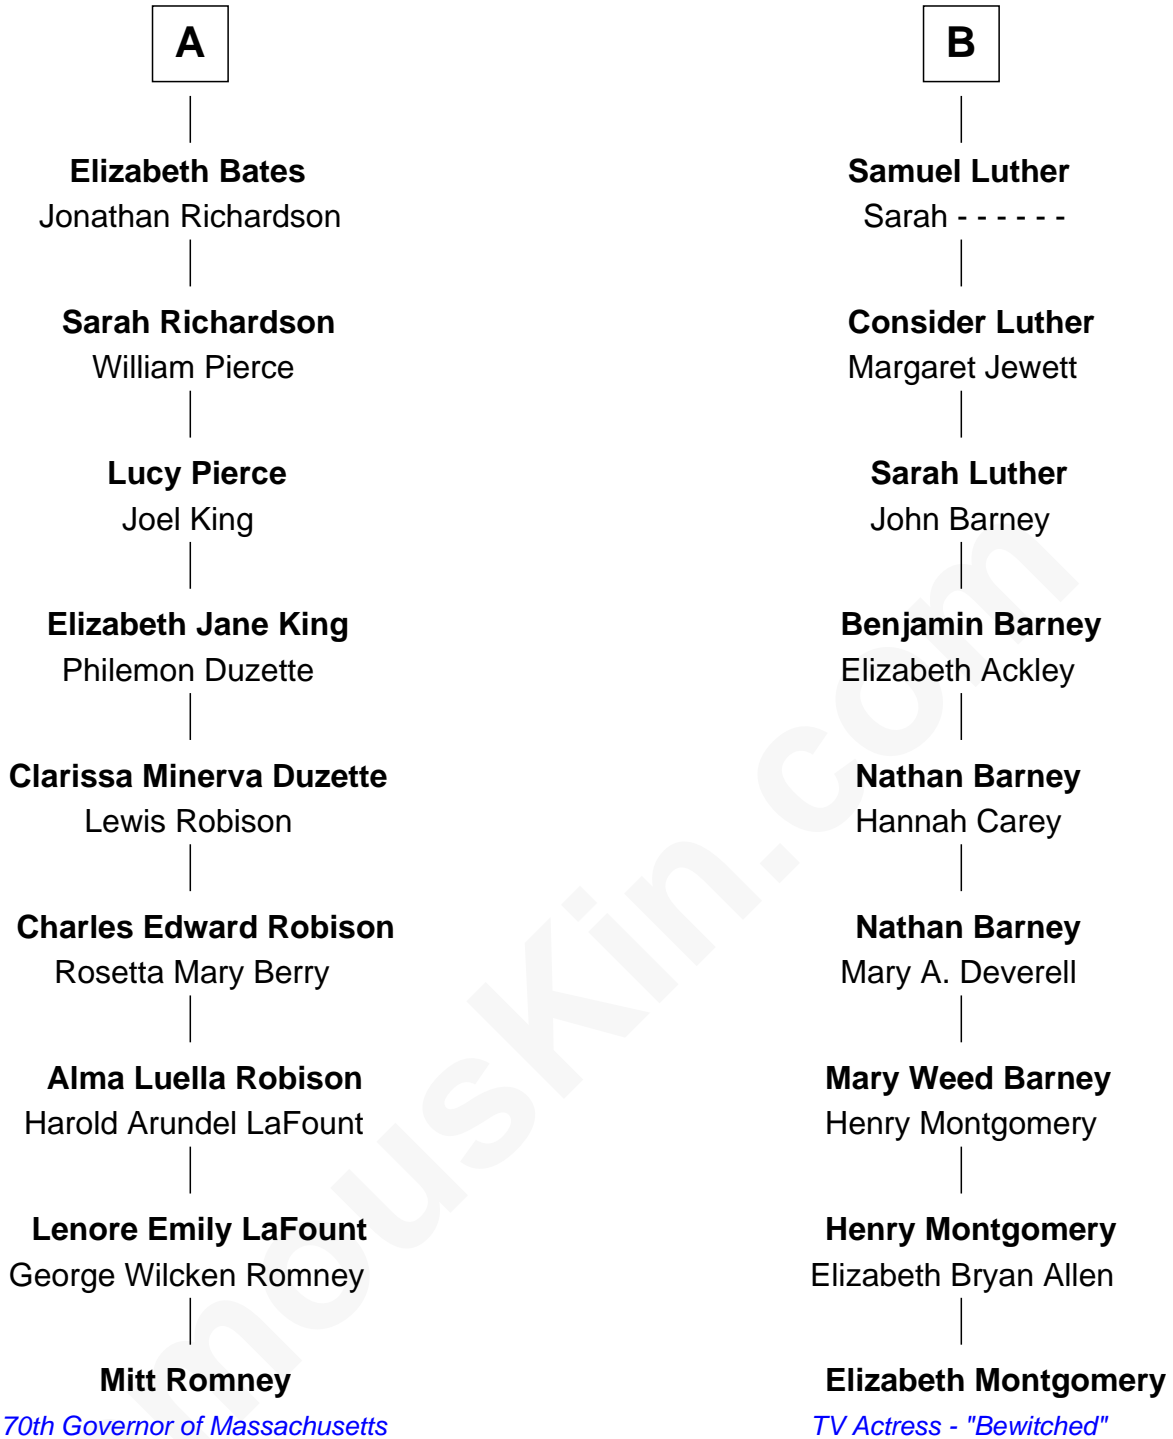 A
Elizabeth Bates
Jonathan Richardson
Sarah Richardson
William Pierce
Lucy Pierce
Joel King
Elizabeth Jane King
Philemon Duzette
Clarissa Minerva Duzette
Lewis Robison
Charles Edward Robison
Rosetta Mary Berry
Alma Luella Robison
Harold Arundel LaFount
Lenore Emily LaFount
George Wilcken Romney
Mitt Romney
70th Governor of Massachusetts
B
Samuel Luther
Sarah - - - - - -
Consider Luther
Margaret Jewett
Sarah Luther
John Barney
Benjamin Barney
Elizabeth Ackley
Nathan Barney
Hannah Carey
Nathan Barney
Mary A. Deverell
Mary Weed Barney
Henry Montgomery
Henry Montgomery
Elizabeth Bryan Allen
Elizabeth Montgomery
TV Actress - "Bewitched"
mousKin.com